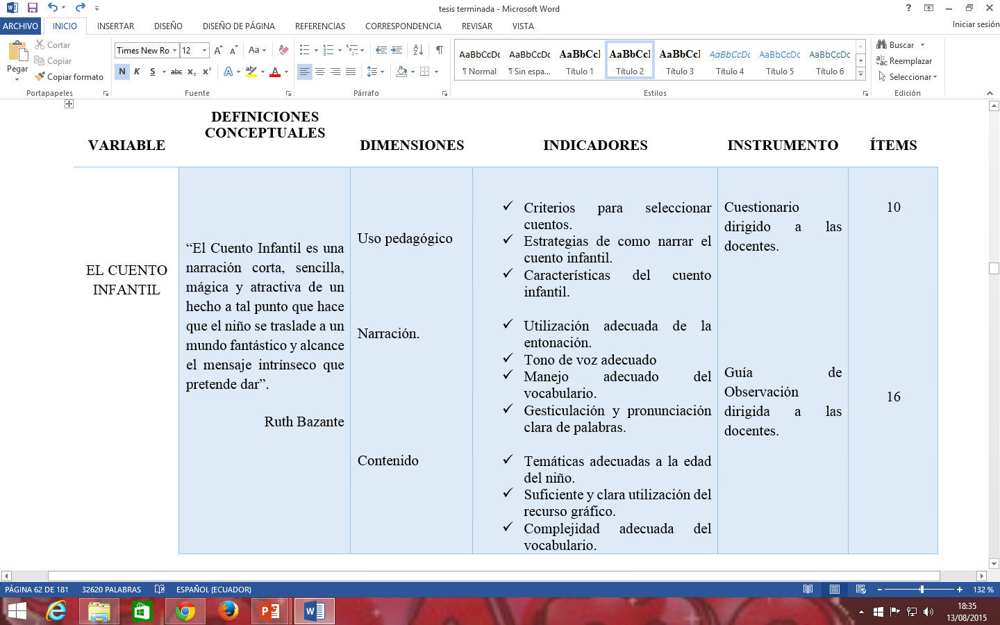 tesis terminada - Microsoft Word
ARCHIVO INICIO INSERTAR DISEÑO DISEÑO DE PÁGINA REFERENCIAS CORRESPONDENCIA REVISAR VISTA Iniciar sesión
Pegar
Cortar
Copiar
Copiar formato
Portapapeles
Times New Ro 12
N K S abc x₂ x²
Fuente
Párrafo
AaBbCcDc AaBbCcDc AaBbCcI AaBbCcI AaBbCcI AaBbCcDc AaBbCcDc AaBbCcDc
¶ Normal ¶ Sin espa... Título 1 Título 2 Título 3 Título 4 Título 5 Título 6
Estilos
Buscar
Reemplazar
Seleccionar
Edición
VARIABLE
DEFINICIONES
CONCEPTUALES
DIMENSIONES
INDICADORES
INSTRUMENTO
ÍTEMS
EL CUENTO
INFANTIL
“El Cuento Infantil es una
narración corta, sencilla,
mágica y atractiva de un
hecho a tal punto que hace
que el niño se traslade a un
mundo fantástico y alcance
el mensaje intrínseco que
pretende dar”.
Ruth Bazante
Uso pedagógico
Narración.
Contenido
✓ Criterios para seleccionar
cuentos.
✓ Estrategias de como narrar el
cuento infantil.
✓ Características del cuento
infantil.
✓ Utilización adecuada de la
entonación.
✓ Tono de voz adecuado
✓ Manejo adecuado del
vocabulario.
✓ Gesticulación y pronunciación
clara de palabras.
✓ Temáticas adecuadas a la edad
del niño.
✓ Suficiente y clara utilización del
recurso gráfico.
✓ Complejidad adecuada del
vocabulario.
Cuestionario
dirigido a las
docentes.
Guía de
Observación
dirigida a las
docentes.
10
16
PÁGINA 62 DE 181 32620 PALABRAS ESPAÑOL (ECUADOR) 132 %
18:35
13/08/2015